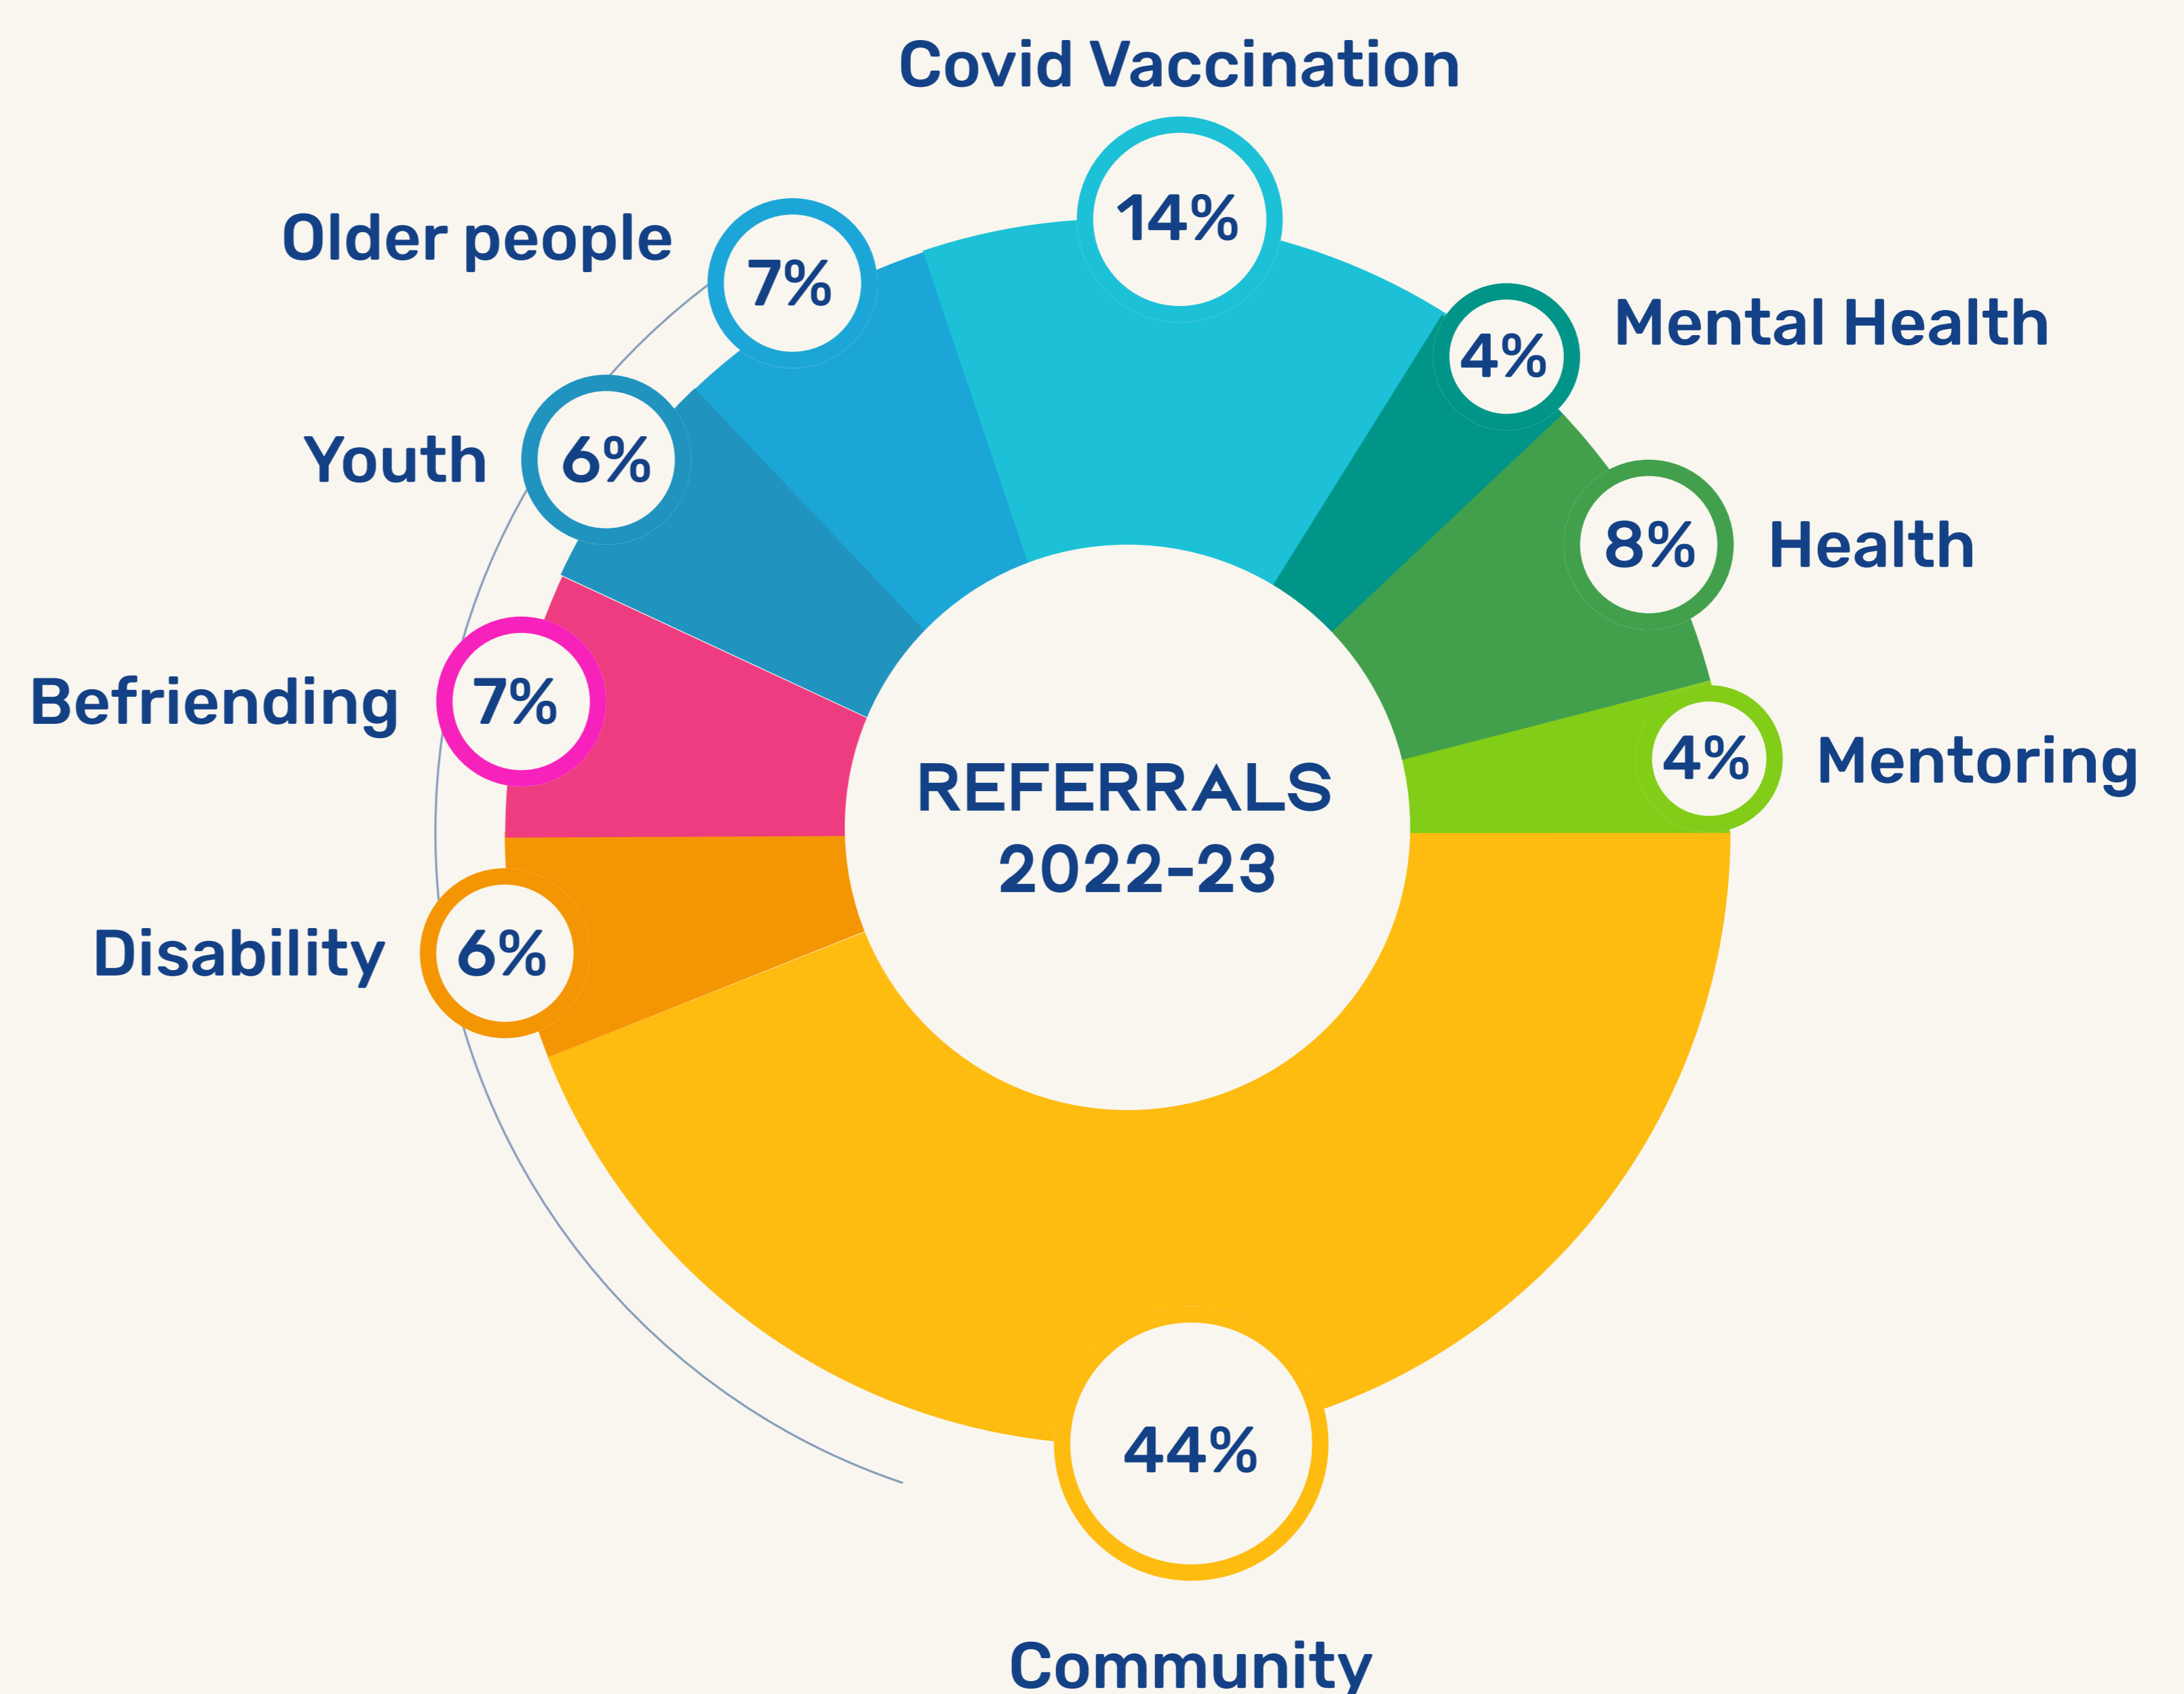 Covid Vaccination
14%
Older people
7%
Mental Health
4%
Youth
6%
Health
8%
Befriending
7%
Mentoring
4%
REFERRALS
2022-23
Disability
6%
44%
Community